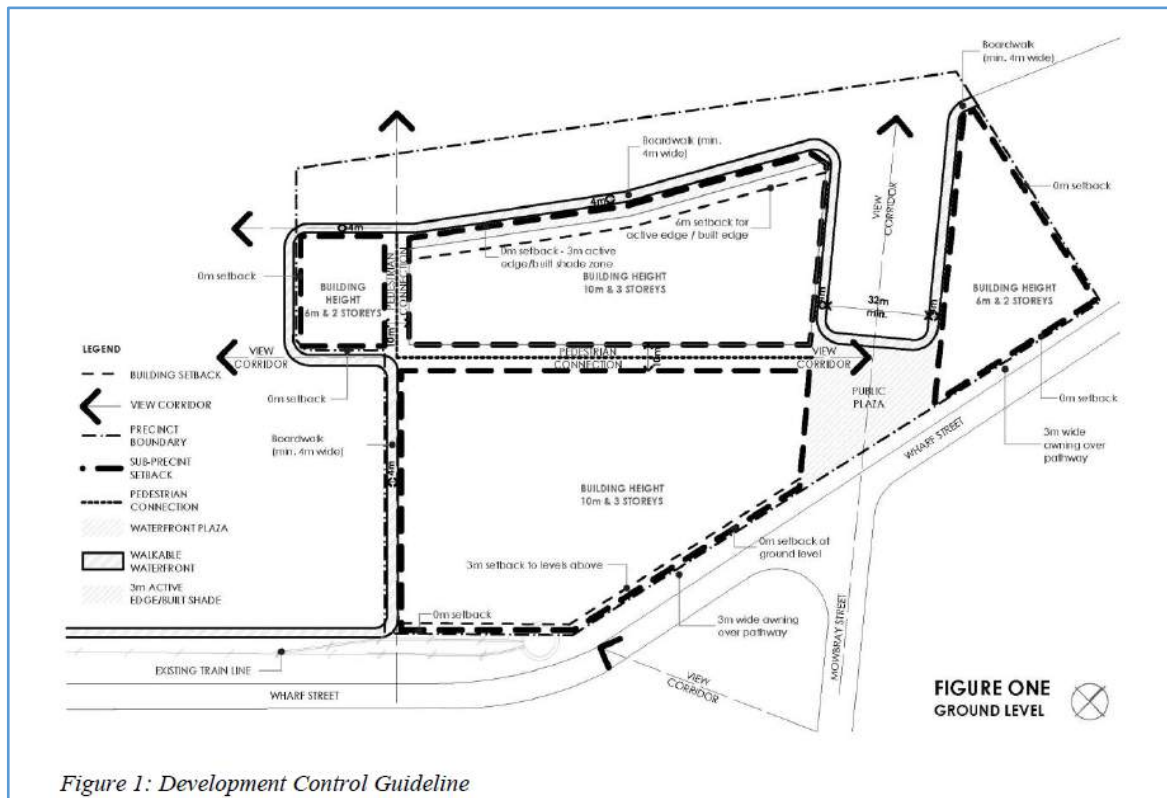 Boardwalk
(min. 4m wide)
Boardwalk (min.
4m wide)
0m setback
VIEW
CORRIDOR
4m
6m setback for
active edge / built edge
4m
0m setback - 3m active
edge/built shade zone
PEDESTRIAN
CONNECTION
0m setback
BUILDING HEIGHT
10m & 3 STOREYS
BUILDING
HEIGHT
6m & 2 STOREYS
BUILDING HEIGHT
6m & 2 STOREYS
32m
min.
10m
LEGEND
BUILDING SETBACK
VIEW CORRIDOR
PRECINCT
BOUNDARY
SUB-PRECINT
SETBACK
PEDESTRIAN
CONNECTION
WATERFRONT PLAZA
WALKABLE
WATERFRONT
3m ACTIVE
EDGE/BUILT SHADE
VIEW
CORRIDOR
PEDESTRIAN
CONNECTION
VIEW
CORRIDOR
0m setback
PUBLIC
PLAZA
0m setback
Boardwalk
(min. 4m wide)
4m
WHARF STREET
3m wide
awning over
pathway
BUILDING HEIGHT
10m & 3 STOREYS
0m setback at
ground level
3m setback to levels above
0m setback
3m wide awning
over pathway
MOWBRAY STREET
EXISTING TRAIN LINE
WHARF STREET
VIEW
CORRIDOR
FIGURE ONE
GROUND LEVEL
Figure 1: Development Control Guideline